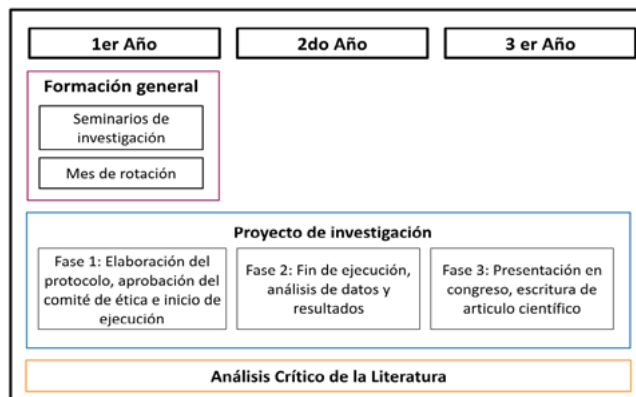 1er Año
2do Año
3 er Año
Formación general
Seminarios de
investigación
Mes de rotación
Proyecto de investigación
Fase 1: Elaboración del
protocolo, aprobación del
comité de ética e inicio de
ejecución
Fase 2: Fin de ejecución,
análisis de datos y
resultados
Fase 3: Presentación en
congreso, escritura de
articulo científico
Análisis Crítico de la Literatura